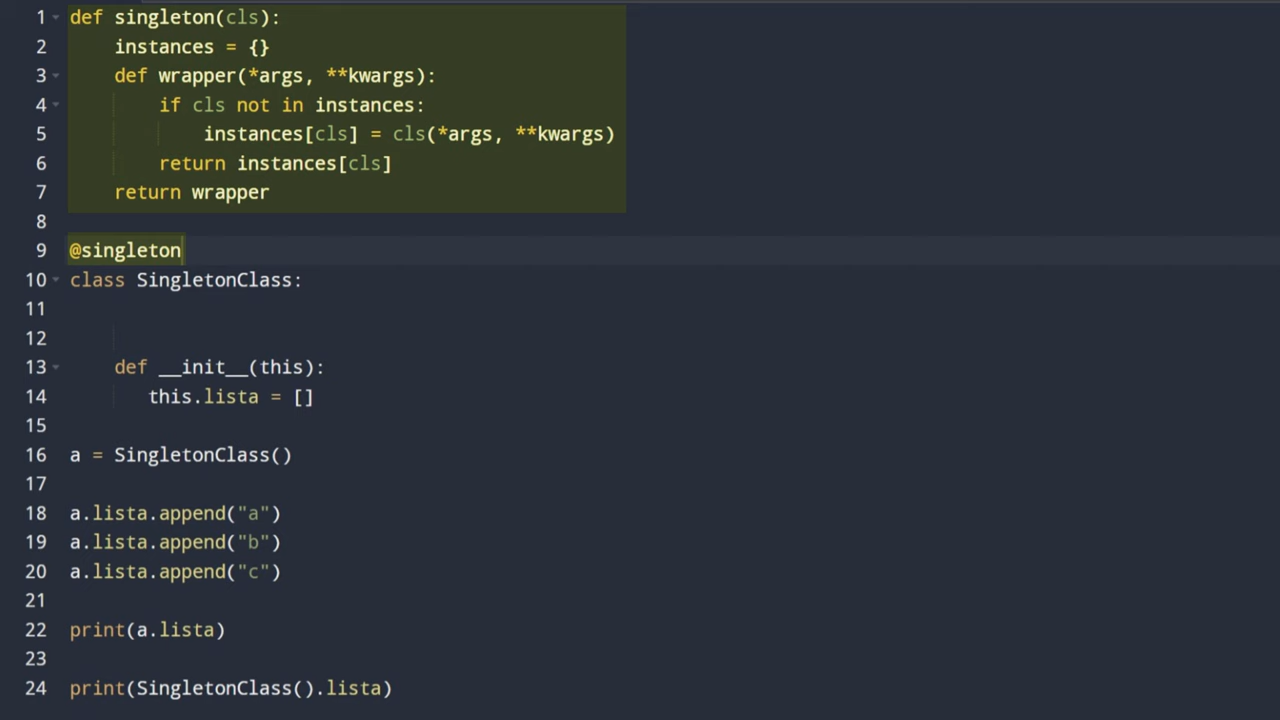 1 def singleton(cls):
2     instances = {}
3     def wrapper(*args, **kwargs):
4         if cls not in instances:
5             instances[cls] = cls(*args, **kwargs)
6         return instances[cls]
7     return wrapper
8
9 @singleton
10 class SingletonClass:
11
12
13     def __init__(this):
14        this.lista = []
15
16 a = SingletonClass()
17
18 a.lista.append("a")
19 a.lista.append("b")
20 a.lista.append("c")
21
22 print(a.lista)
23
24 print(SingletonClass().lista)